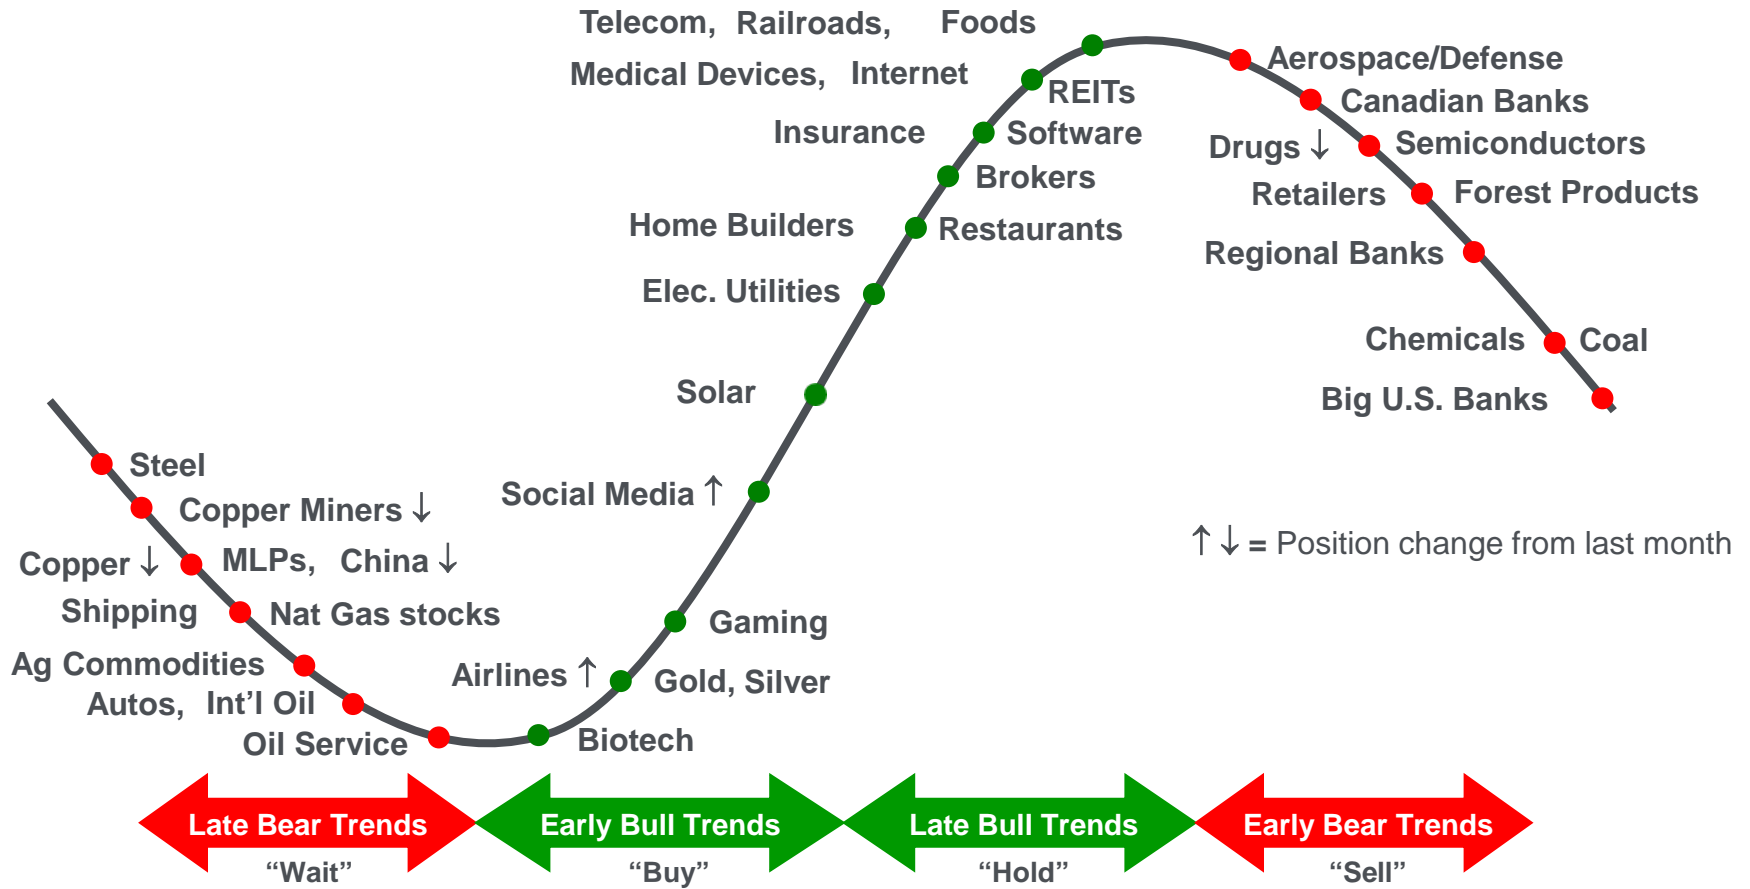 Telecom, Railroads, Foods
Medical Devices, Internet
REITs
Insurance
Software
Brokers
Home Builders
Restaurants
Elec. Utilities
Solar
Social Media ↑
Gaming
Airlines ↑
Gold, Silver
Biotech
Aerospace/Defense
Canadian Banks
Drugs ↓
Semiconductors
Retailers
Forest Products
Regional Banks
Chemicals
Coal
Big U.S. Banks
Steel
Copper Miners ↓
Copper ↓
MLPs, China ↓
Shipping
Nat Gas stocks
Ag Commodities
Autos, Int’l Oil
Oil Service
↑↓ = Position change from last month
Late Bear Trends
Early Bull Trends
Late Bull Trends
Early Bear Trends
“Wait”
“Buy”
“Hold”
“Sell”